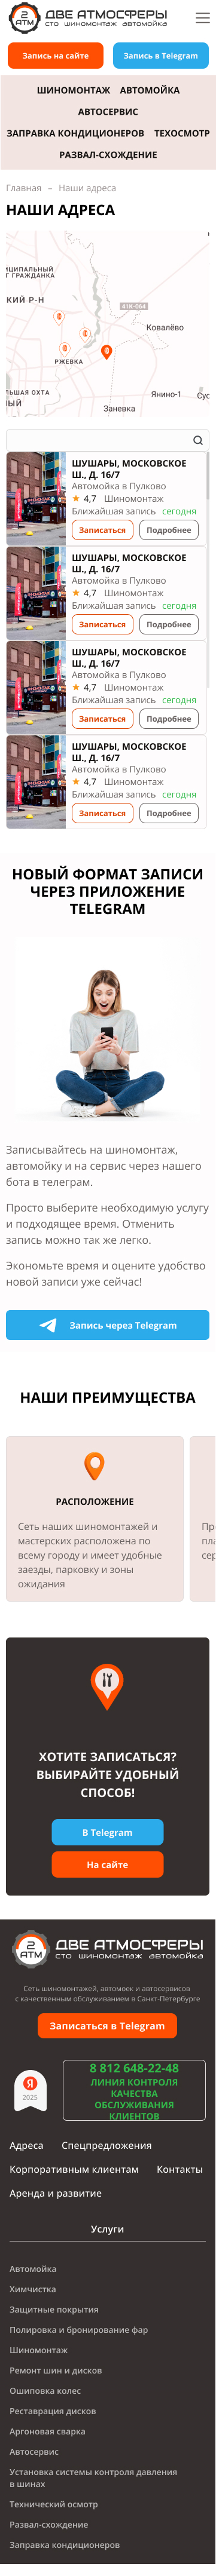 2 АТМ
ДВЕ АТМОСФЕРЫ
сто шиномонтаж автомойка
Запись на сайте
Запись в Telegram
ШИНОМОНТАЖ АВТОМОЙКА
АВТОСЕРВИС
ЗАПРАВКА КОНДИЦИОНЕРОВ ТЕХОСМОТР
РАЗВАЛ-СХОЖДЕНИЕ
Главная – Наши адреса
НАШИ АДРЕСА
41К-064
КИЙ Р-Н
Ковалёво
РЖЕВКА
Янино-1
Заневка
ШУШАРЫ, МОСКОВСКОЕ
Ш., Д. 16/7
Автомойка в Пулково
4,7 Шиномонтаж
Ближайшая запись сегодня
Записаться
Подробнее
ШУШАРЫ, МОСКОВСКОЕ
Ш., Д. 16/7
Автомойка в Пулково
4,7 Шиномонтаж
Ближайшая запись сегодня
Записаться
Подробнее
ШУШАРЫ, МОСКОВСКОЕ
Ш., Д. 16/7
Автомойка в Пулково
4,7 Шиномонтаж
Ближайшая запись сегодня
Записаться
Подробнее
ШУШАРЫ, МОСКОВСКОЕ
Ш., Д. 16/7
Автомойка в Пулково
4,7 Шиномонтаж
Ближайшая запись сегодня
Записаться
Подробнее
НОВЫЙ ФОРМАТ ЗАПИСИ
ЧЕРЕЗ ПРИЛОЖЕНИЕ
TELEGRAM
Записывайтесь на шиномонтаж,
автомойку и на сервис через нашего
бота в телеграм.
Просто выберите необходимую услугу
и подходящее время. Отменить
запись можно так же легко.
Экономьте время и оцените удобство
новой записи уже сейчас!
Запись через Telegram
НАШИ ПРЕИМУЩЕСТВА
РАСПОЛОЖЕНИЕ
Сеть наших шиномонтажей и
мастерских расположена по
всему городу и имеет удобные
заезды, парковку и зоны
ожидания
ХОТИТЕ ЗАПИСАТЬСЯ?
ВЫБИРАЙТЕ УДОБНЫЙ
СПОСОБ!
В Telegram
На сайте
2 АТМ
ДВЕ АТМОСФЕРЫ
сто шиномонтаж автомойка
Сеть шиномонтажей, автомоек и автосервисов
с качественным обслуживанием в Санкт-Петербурге
Записаться в Telegram
Я
2025
8 812 648-22-48
ЛИНИЯ КОНТРОЛЯ
КАЧЕСТВА
ОБСЛУЖИВАНИЯ
КЛИЕНТОВ
Адреса Спецпредложения
Корпоративным клиентам Контакты
Аренда и развитие
Услуги
Автомойка
Химчистка
Защитные покрытия
Полировка и бронирование фар
Шиномонтаж
Ремонт шин и дисков
Ошиповка колес
Реставрация дисков
Аргоновая сварка
Автосервис
Установка системы контроля давления
в шинах
Технический осмотр
Развал-схождение
Заправка кондиционеров